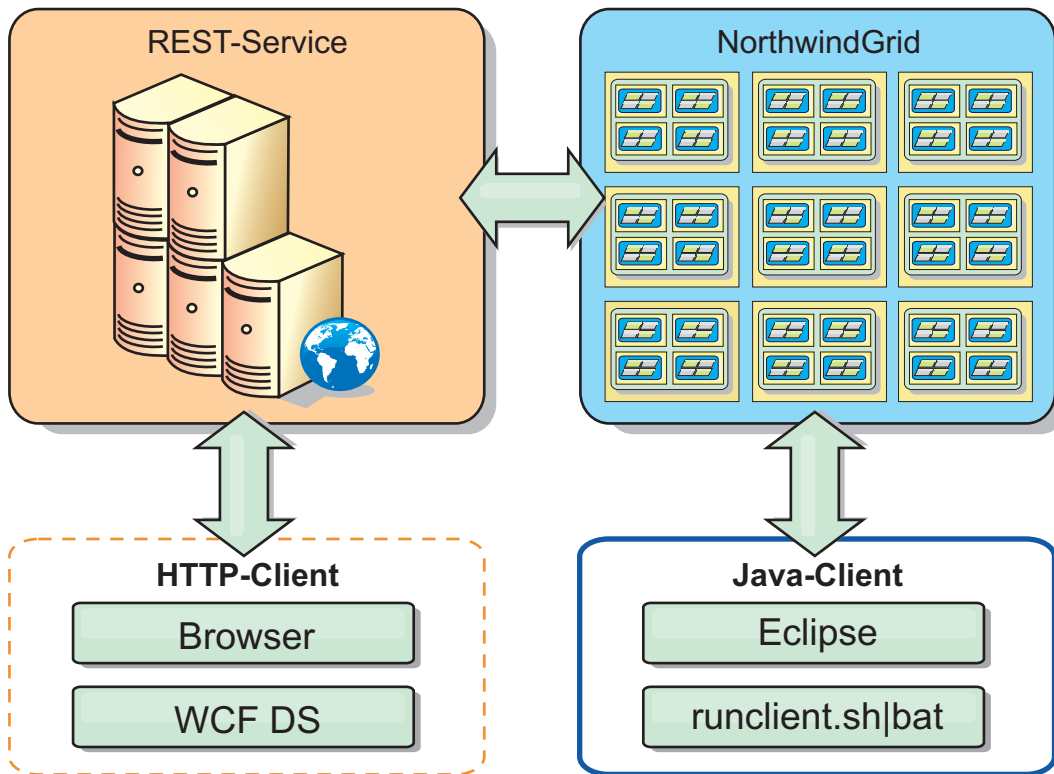 REST-Service
NorthwindGrid
HTTP-Client
Browser
WCF DS
Java-Client
Eclipse
runclient.sh|bat